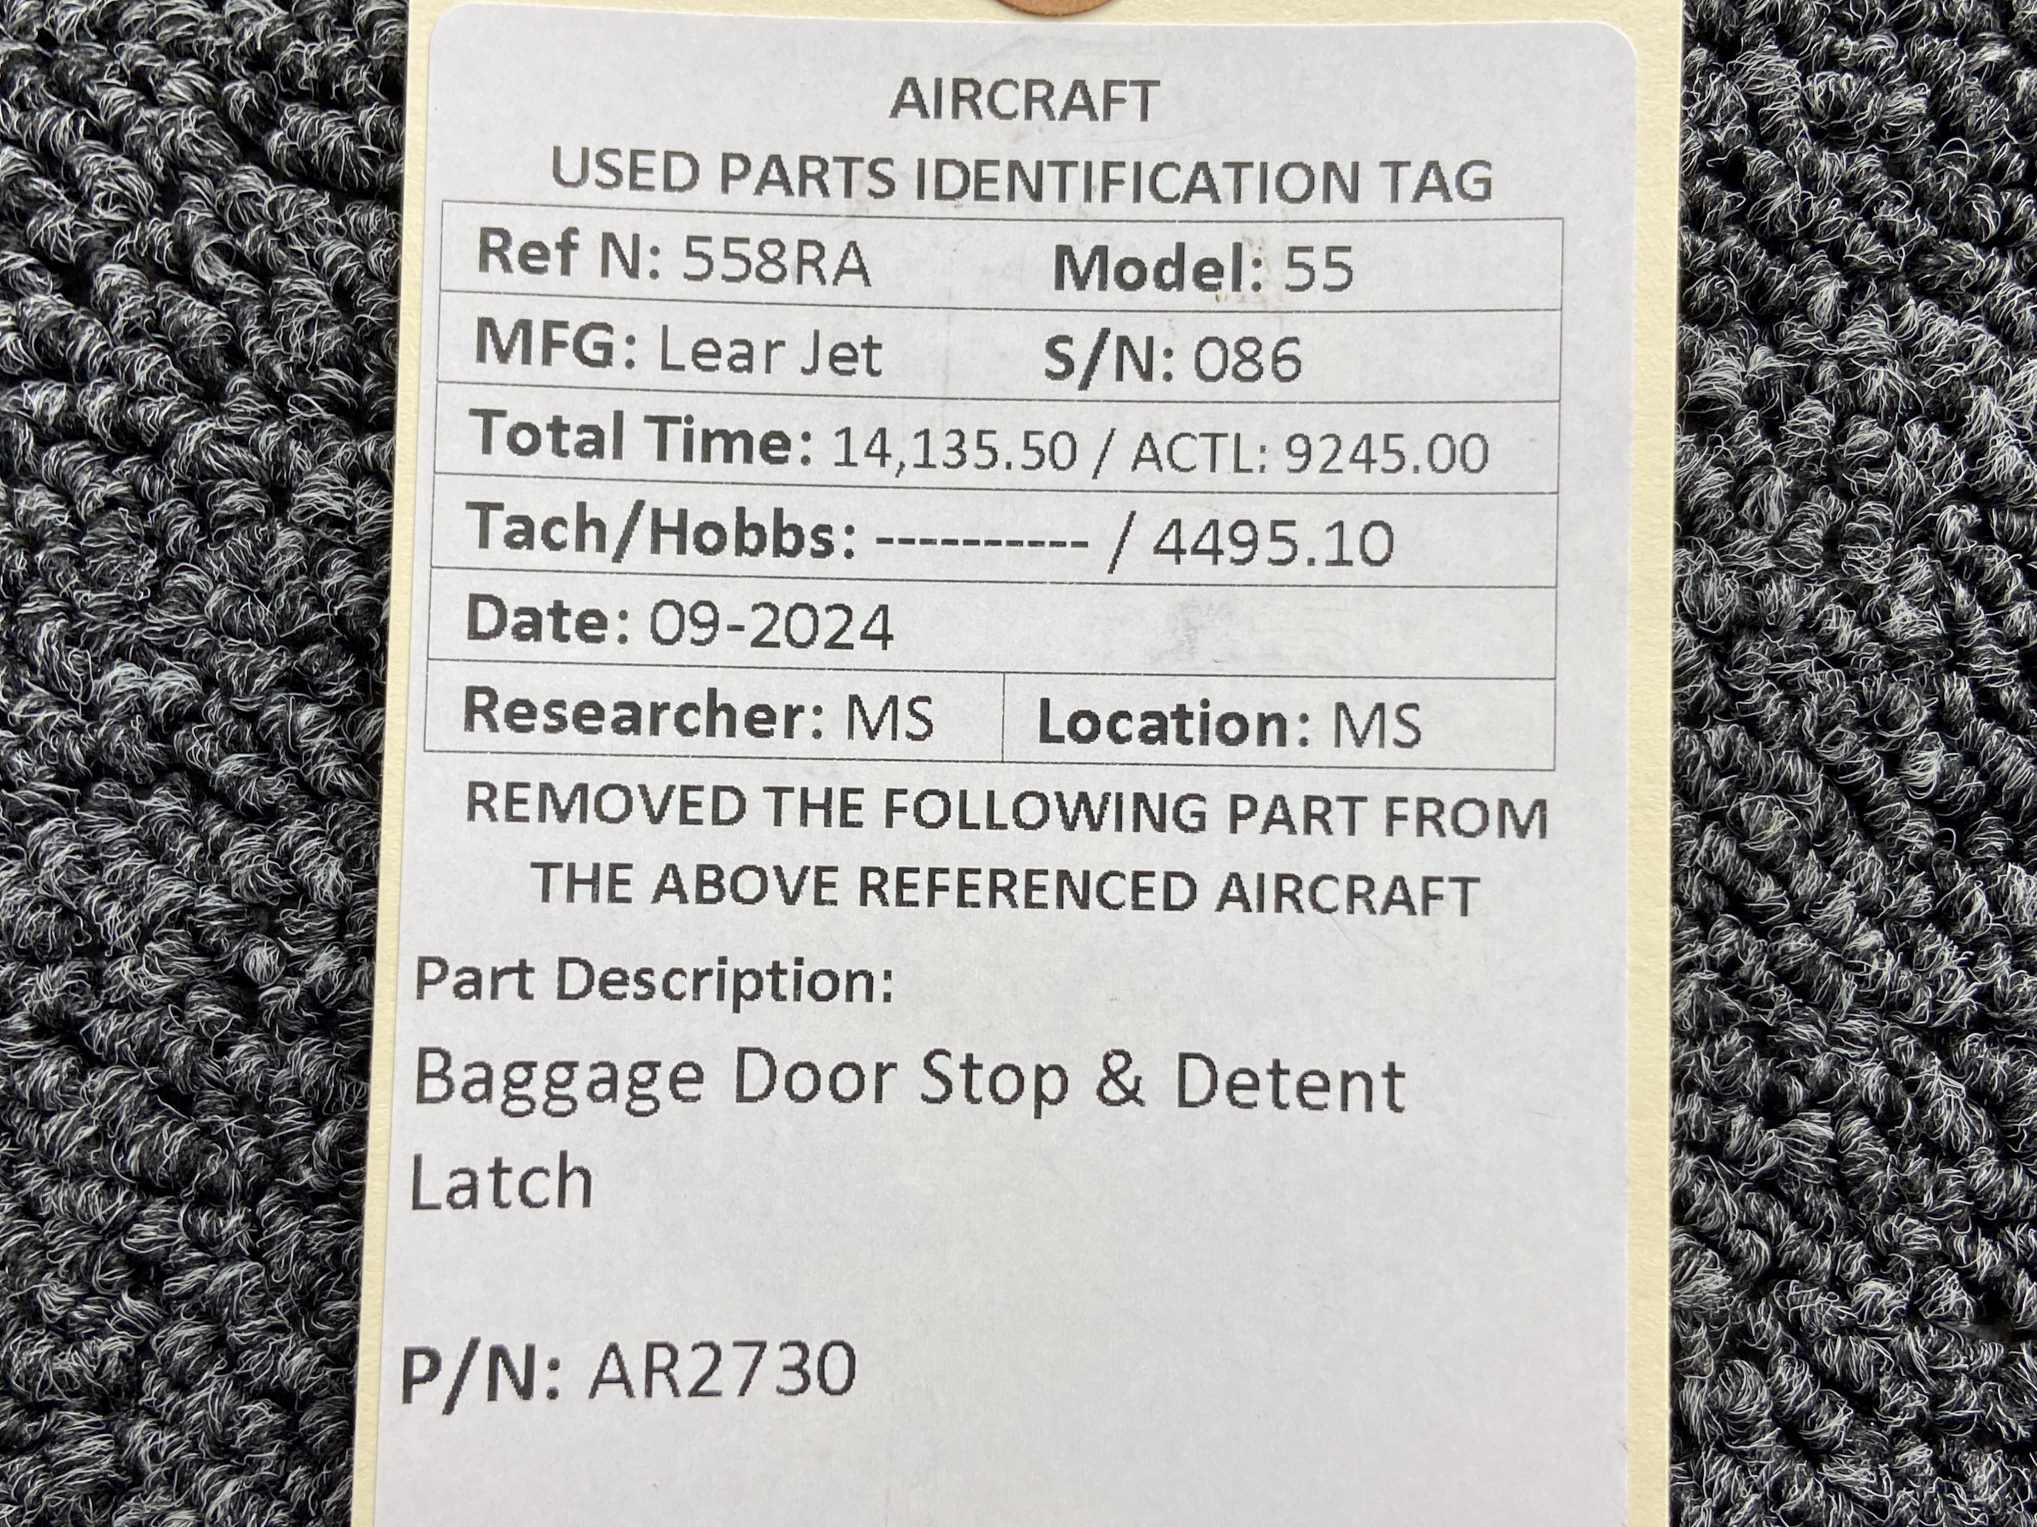 AIRCRAFT
USED PARTS IDENTIFICATION TAG
Ref N: 558RA Model: 55
MFG: Lear Jet S/N: 086
Total Time: 14,135.50 / ACTL: 9245.00
Tach/Hobbs: ---------- / 4495.10
Date: 09-2024
Researcher: MS Location: MS
REMOVED THE FOLLOWING PART FROM
THE ABOVE REFERENCED AIRCRAFT
Part Description:
Baggage Door Stop & Detent
Latch
P/N: AR2730